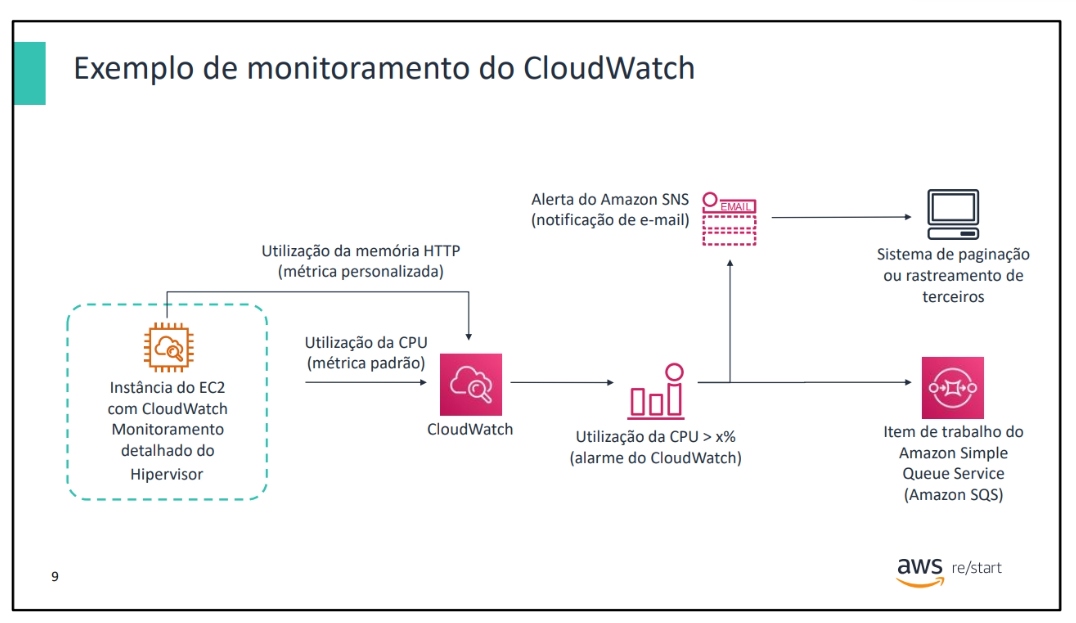 Exemplo de monitoramento do CloudWatch
Alerta do Amazon SNS
(notificação de e-mail)
EMAIL
Sistema de paginação
ou rastreamento de
terceiros
Utilização da memória HTTP
(métrica personalizada)
Utilização da CPU
(métrica padrão)
Instância do EC2
com CloudWatch
Monitoramento
detalhado do
Hipervisor
CloudWatch
Utilização da CPU > x%
(alarme do CloudWatch)
Item de trabalho do
Amazon Simple
Queue Service
(Amazon SQS)
9
aws re/start